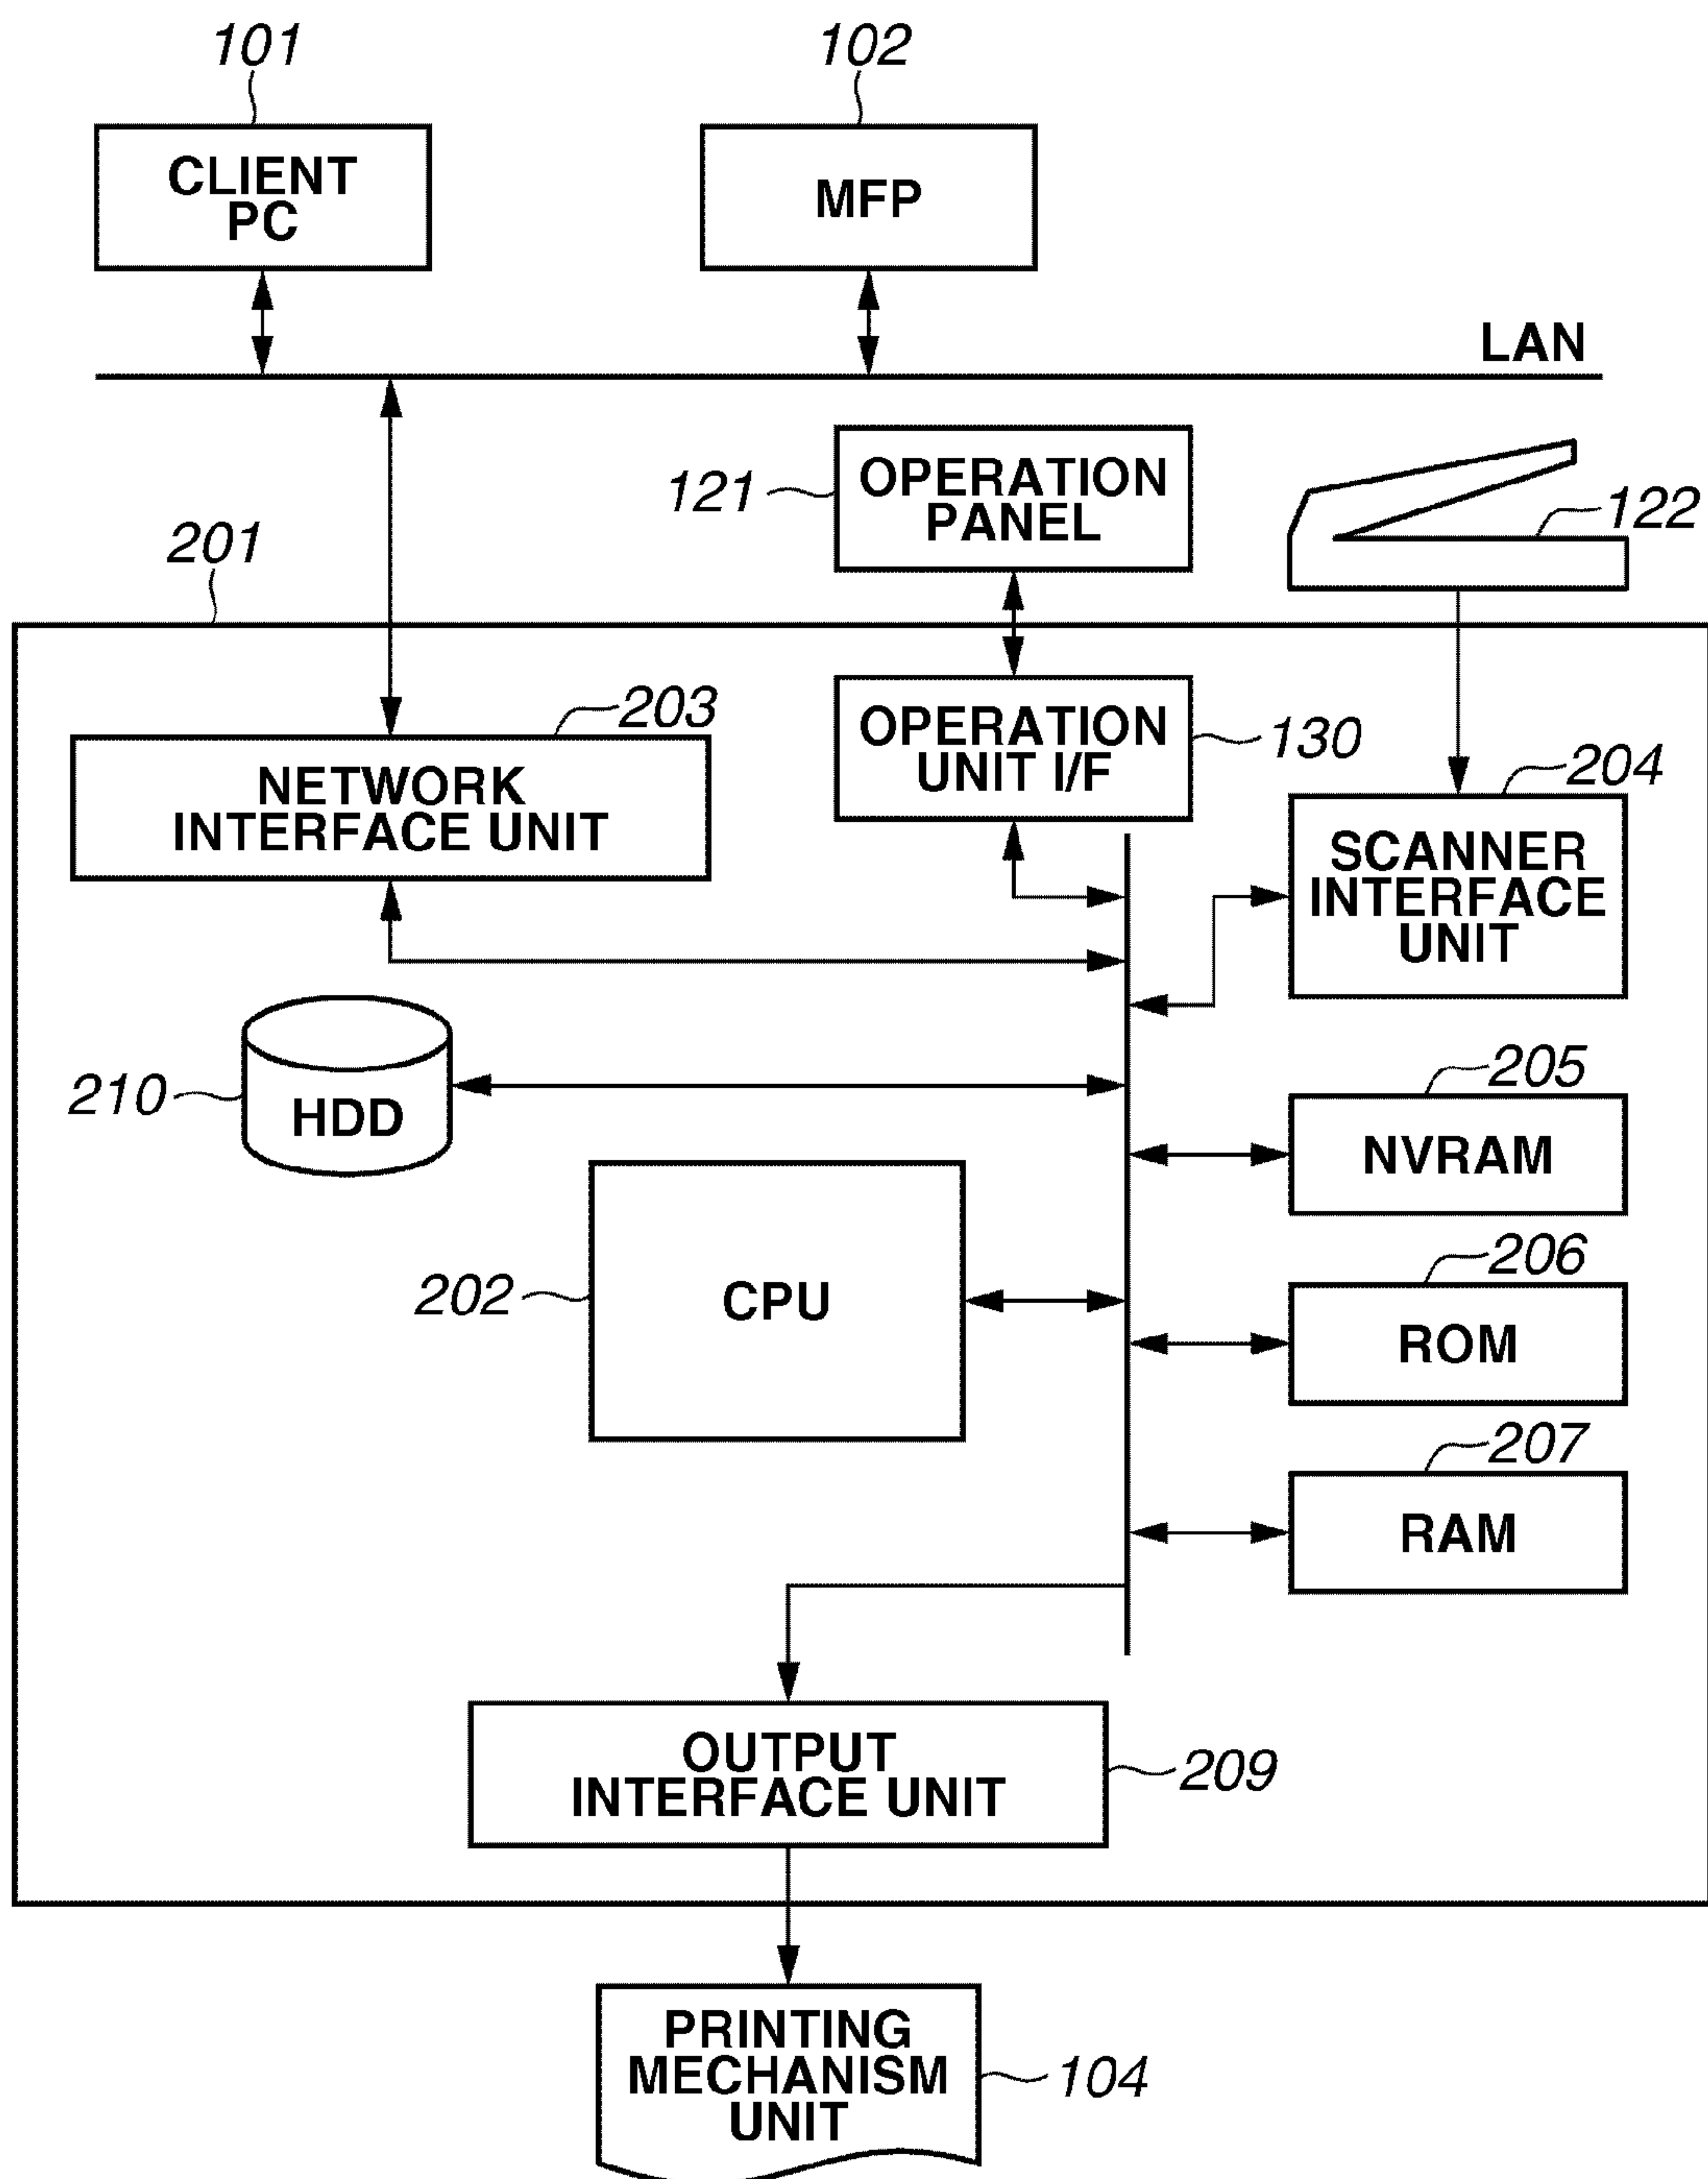 101
102
CLIENT
PC
MFP
LAN
121
OPERATION
PANEL
122
201
203
NETWORK
INTERFACE UNIT
OPERATION
UNIT I/F
130
204
SCANNER
INTERFACE
UNIT
210
HDD
205
NVRAM
202
CPU
206
ROM
207
RAM
OUTPUT
INTERFACE UNIT
209
PRINTING
MECHANISM
UNIT
104